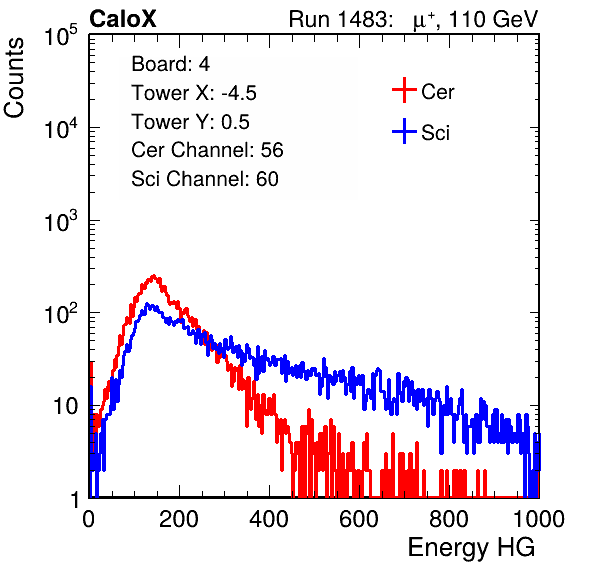 CaloX Run 1483: μ⁺, 110 GeV
Board: 4
Tower X: -4.5
Tower Y: 0.5
Cer Channel: 56
Sci Channel: 60
Cer
Sci
Counts
10⁵
10⁴
10³
10²
10
1
0 200 400 600 800 1000
Energy HG